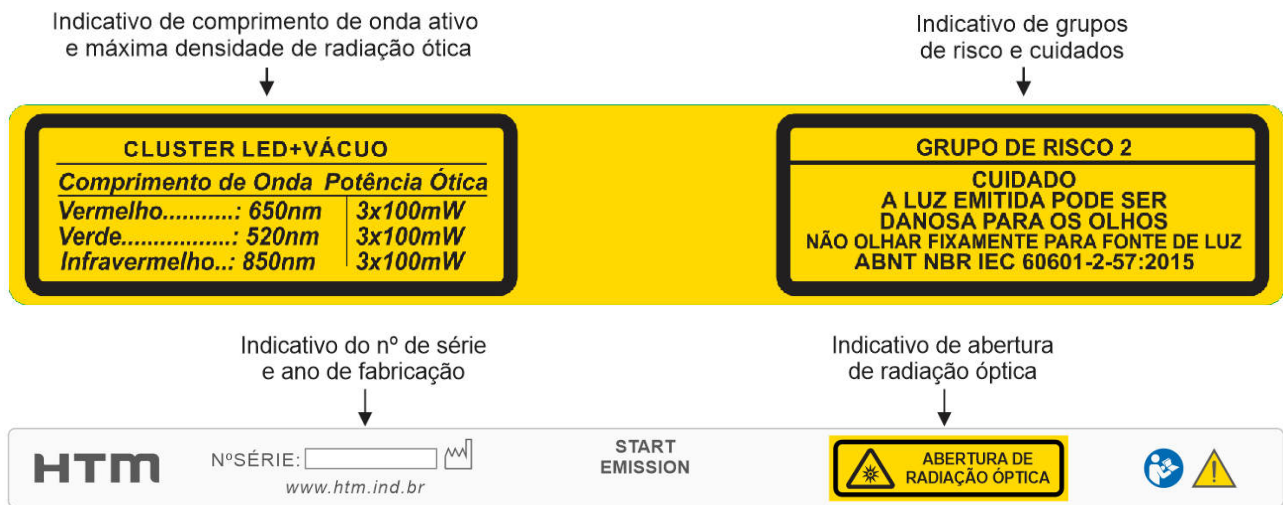 Indicativo de comprimento de onda ativo
e máxima densidade de radiação ótica
Indicativo de grupos
de risco e cuidados
CLUSTER LED+VÁCUO
Comprimento de Onda Potência Ótica
Vermelho...........: 650nm 3x100mW
Verde.................: 520nm 3x100mW
Infravermelho..: 850nm 3x100mW
GRUPO DE RISCO 2
CUIDADO
A LUZ EMITIDA PODE SER
DANOSA PARA OS OLHOS
NÃO OLHAR FIXAMENTE PARA FONTE DE LUZ
ABNT NBR IEC 60601-2-57:2015
Indicativo do nº de série
e ano de fabricação
Indicativo de abertura
de radiação óptica
HTM
NºSÉRIE:
www.htm.ind.br
START
EMISSION
ABERTURA DE
RADIAÇÃO ÓPTICA